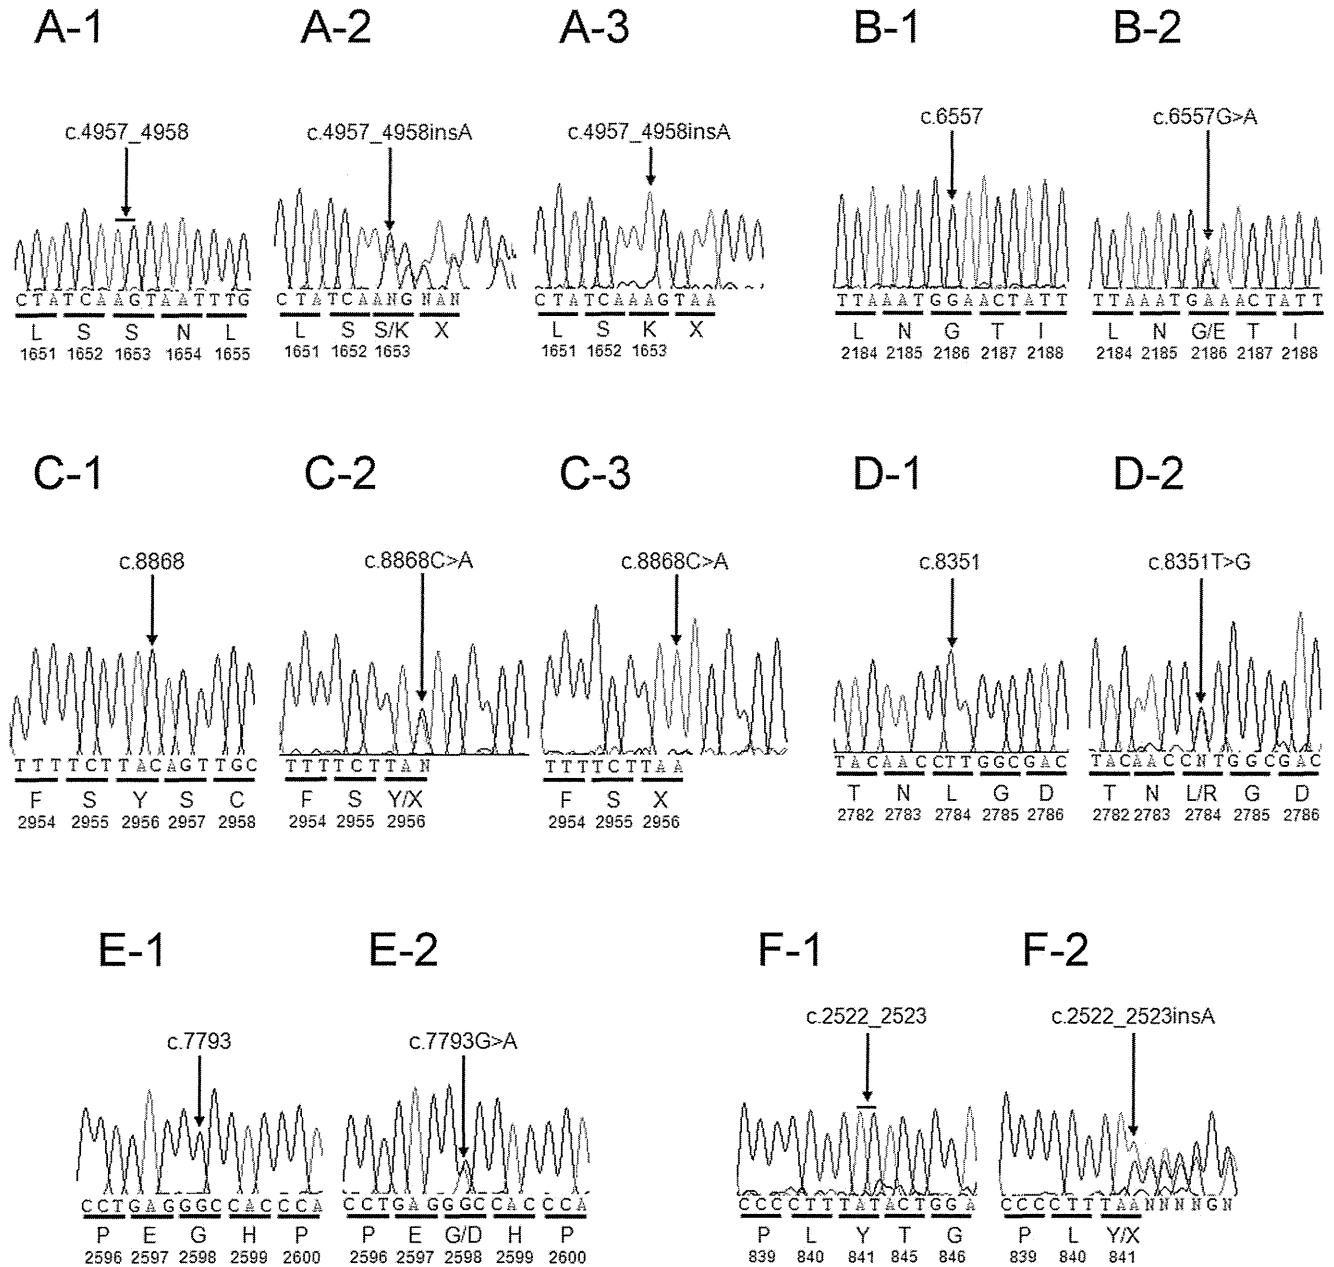 A-1 A-2 A-3 B-1 B-2
c.4957_4958 c.4957_4958insA c.4957_4958insA c.6557 c.6557G>A
CTATCAAGTAATTTG CTATCAANGNAN CTATCAAAGTAA TTAAATGGAACTATT TTAAATGAAACTATT
L S S N L L S S/K X L S K X L N G T I L N G/E T I
1651 1652 1653 1654 1655 1651 1652 1653 1651 1652 1653 2184 2185 2186 2187 2188 2184 2185 2186 2187 2188
C-1 C-2 C-3 D-1 D-2
c.8868 c.8868C>A c.8868C>A c.8351 c.8351T>G
TTTTCTTACAGTTGC TTTTCTTAN TTTTCTTAA TACAACCTTGGCGAC TACAACCNTGGCGAC
F S Y S C F S Y/X F S X T N L G D T N L/R G D
2954 2955 2956 2957 2958 2954 2955 2956 2954 2955 2956 2782 2783 2784 2785 2786 2782 2783 2784 2785 2786
E-1 E-2 F-1 F-2
c.7793 c.7793G>A c.2522_2523 c.2522_2523insA
CCTGAGGGCCACCCA CCTGAGGGCCACCCA CCCCTTTATACTGGA CCCCTTTAANNNNGN
P E G H P P E G/D H P P L Y T G P L Y/X
2596 2597 2598 2599 2600 2596 2597 2598 2599 2600 839 840 841 845 846 839 840 841